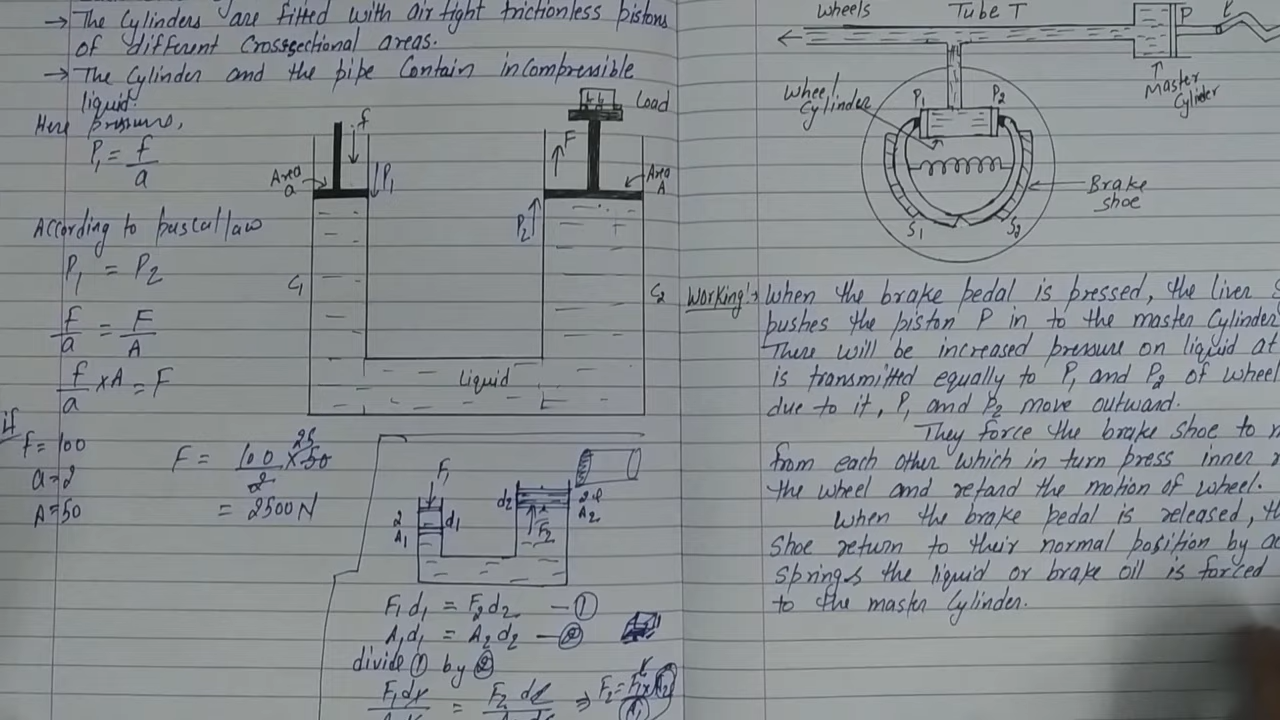 → The Cylinders are fitted with air tight frictionless pistons
of different Crosssectional areas.
→ The Cylinder and the pipe Contain incompressible
liquid.
Here pressure,
P₁ = f/a
According to pascal law
P₁ = P₂
f/a = F/A
f/a × A = F
if
f = 100
a = 2
A = 50
F = 100/2 × 50 25
= 2500 N
f
Area a
P₁
C₁
Liquid
P₂
F
Load
Area A
C₂
F₁
2
A₁
d₁
d₂
F₂
A₂
F₁d₁ = F₂d₂ — ①
A₁d₁ = A₂d₂ — ②
divide ① by ②
Wheels
Tube T
P
Master
Cylinder
Wheel
Cylinder
P₁
P₂
Brake
shoe
S₁
S₂
Working :→ When the brake pedal is pressed, the liver
pushes the piston P in to the master Cylinder
There will be increased pressure on liquid at
is transmitted equally to P₁ and P₂ of wheel
due to it, P₁ and P₂ move outward.
They force the brake shoe to
from each other which in turn press inner
the wheel and retard the motion of wheel.
When the brake pedal is released,
shoe return to their normal position by
springs the liquid or brake oil is forced
to the master Cylinder.